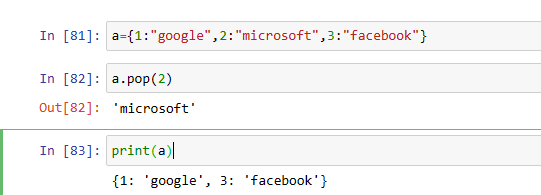 In [81]: a={1:"google",2:"microsoft",3:"facebook"}
In [82]: a.pop(2)
Out[82]: 'microsoft'
In [83]: print(a)
{1: 'google', 3: 'facebook'}